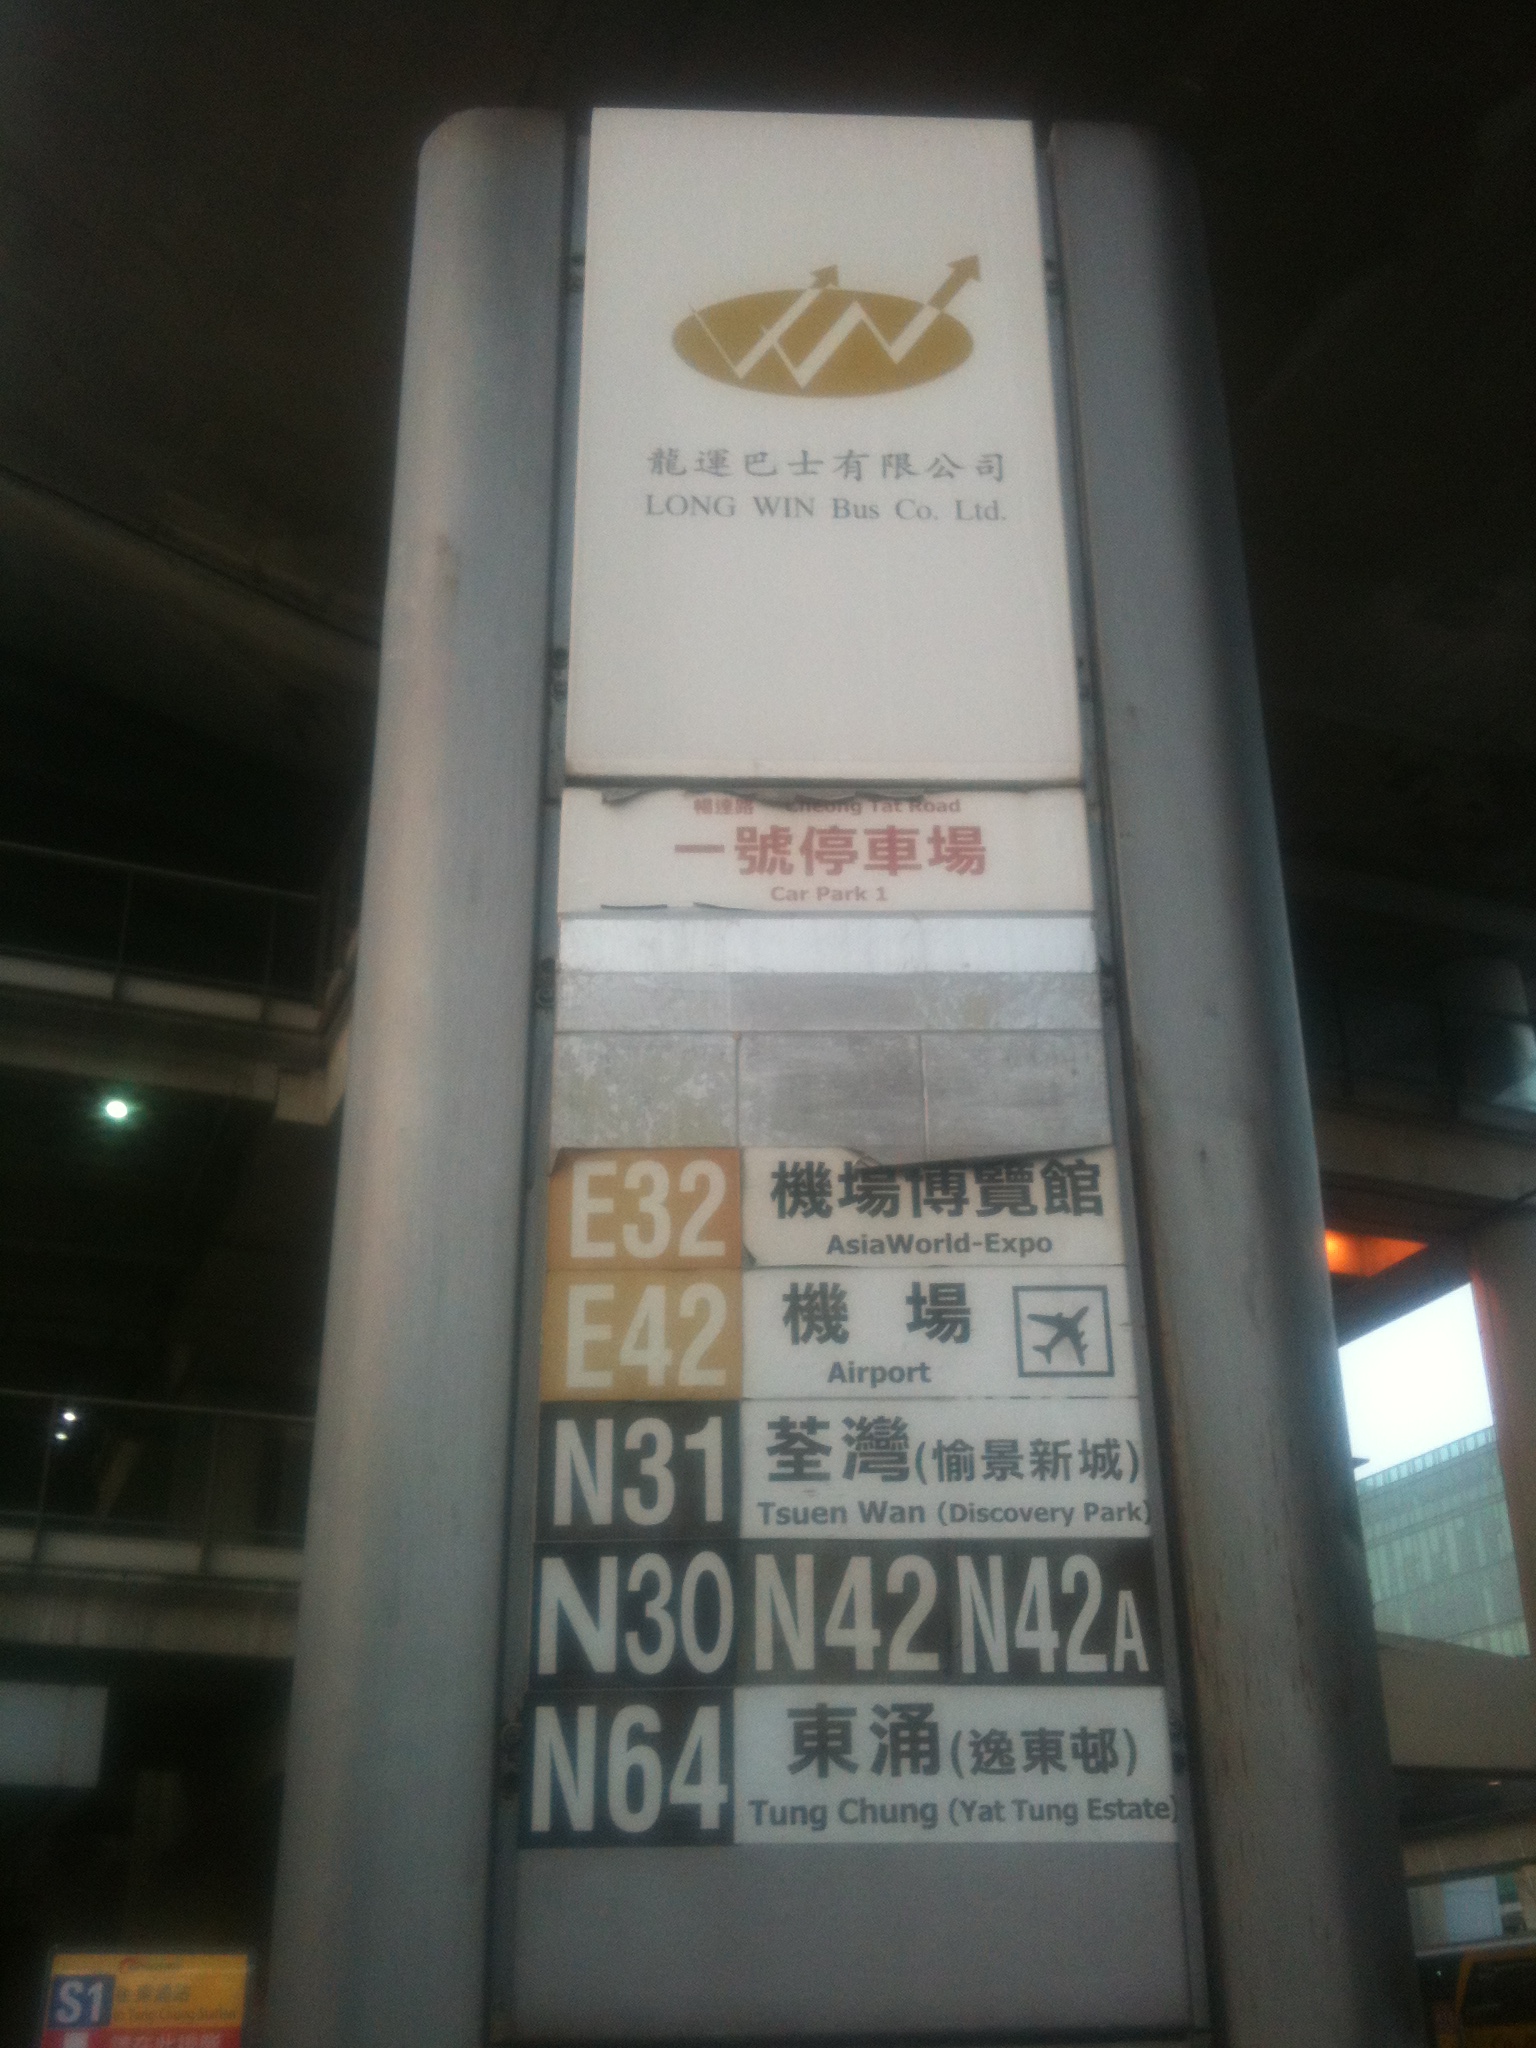 龍運巴士有限公司
LONG WIN Bus Co. Ltd.
暢達路 Cheong Tat Road
一號停車場
Car Park 1
E32 機場博覽館
AsiaWorld-Expo
E42 機場
Airport
N31 荃灣(愉景新城)
Tsuen Wan (Discovery Park)
N30 N42 N42A
N64 東涌(逸東邨)
Tung Chung (Yat Tung Estate)
S1